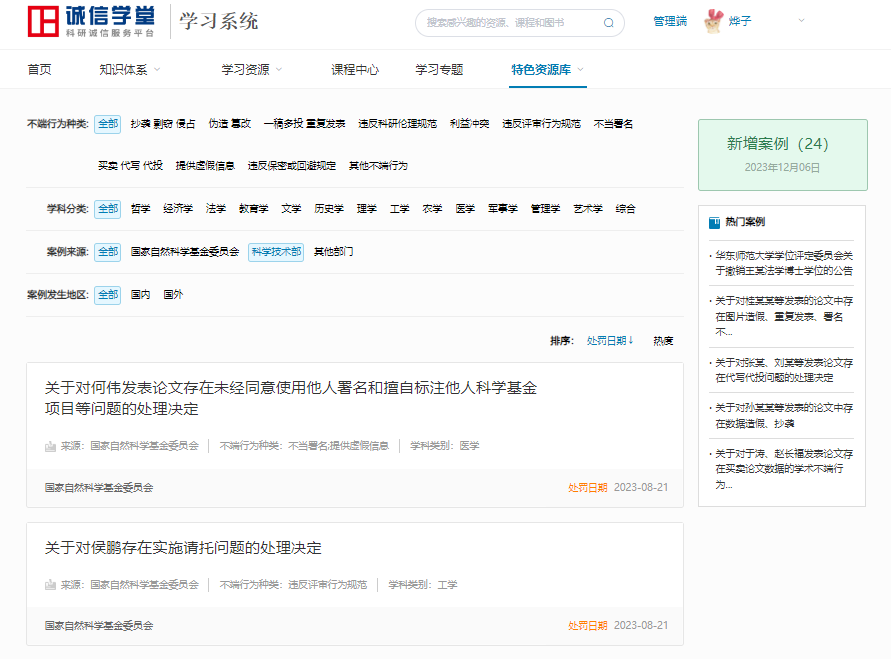 诚信学堂
科研诚信服务平台
学习系统
搜索感兴趣的资源、课程和图书
管理端
烨子
首页 知识体系 学习资源 课程中心 学习专题 特色资源库
不端行为种类: 全部 抄袭 剽窃 侵占 伪造 篡改 一稿多投 重复发表 违反科研伦理规范 利益冲突 违反评审行为规范 不当署名
买卖 代写 代投 提供虚假信息 违反保密或回避规定 其他不端行为
学科分类: 全部 哲学 经济学 法学 教育学 文学 历史学 理学 工学 农学 医学 军事学 管理学 艺术学 综合
案例来源: 全部 国家自然科学基金委员会 科学技术部 其他部门
案例发生地区: 全部 国内 国外
排序: 处罚日期↓ 热度
关于对何伟发表论文存在未经同意使用他人署名和擅自标注他人科学基金
项目等问题的处理决定
来源: 国家自然科学基金委员会 不端行为种类: 不当署名;提供虚假信息 学科类别: 医学
国家自然科学基金委员会 处罚日期 2023-08-21
关于对侯鹏存在实施请托问题的处理决定
来源: 国家自然科学基金委员会 不端行为种类: 违反评审行为规范 学科类别: 工学
国家自然科学基金委员会 处罚日期 2023-08-21
新增案例（24）
2023年12月06日
热门案例
· 华东师范大学学位评定委员会关
于撤销王某法学博士学位的公告
· 关于对桂某某等发表的论文中存
在图片造假、重复发表、署名
不...
· 关于对张某、刘某等发表论文存
在代写代投问题的处理决定
· 关于对孙某某等发表的论文中存
在数据造假、抄袭
· 关于对于涛、赵长福发表论文存
在买卖论文数据的学术不端行
为...